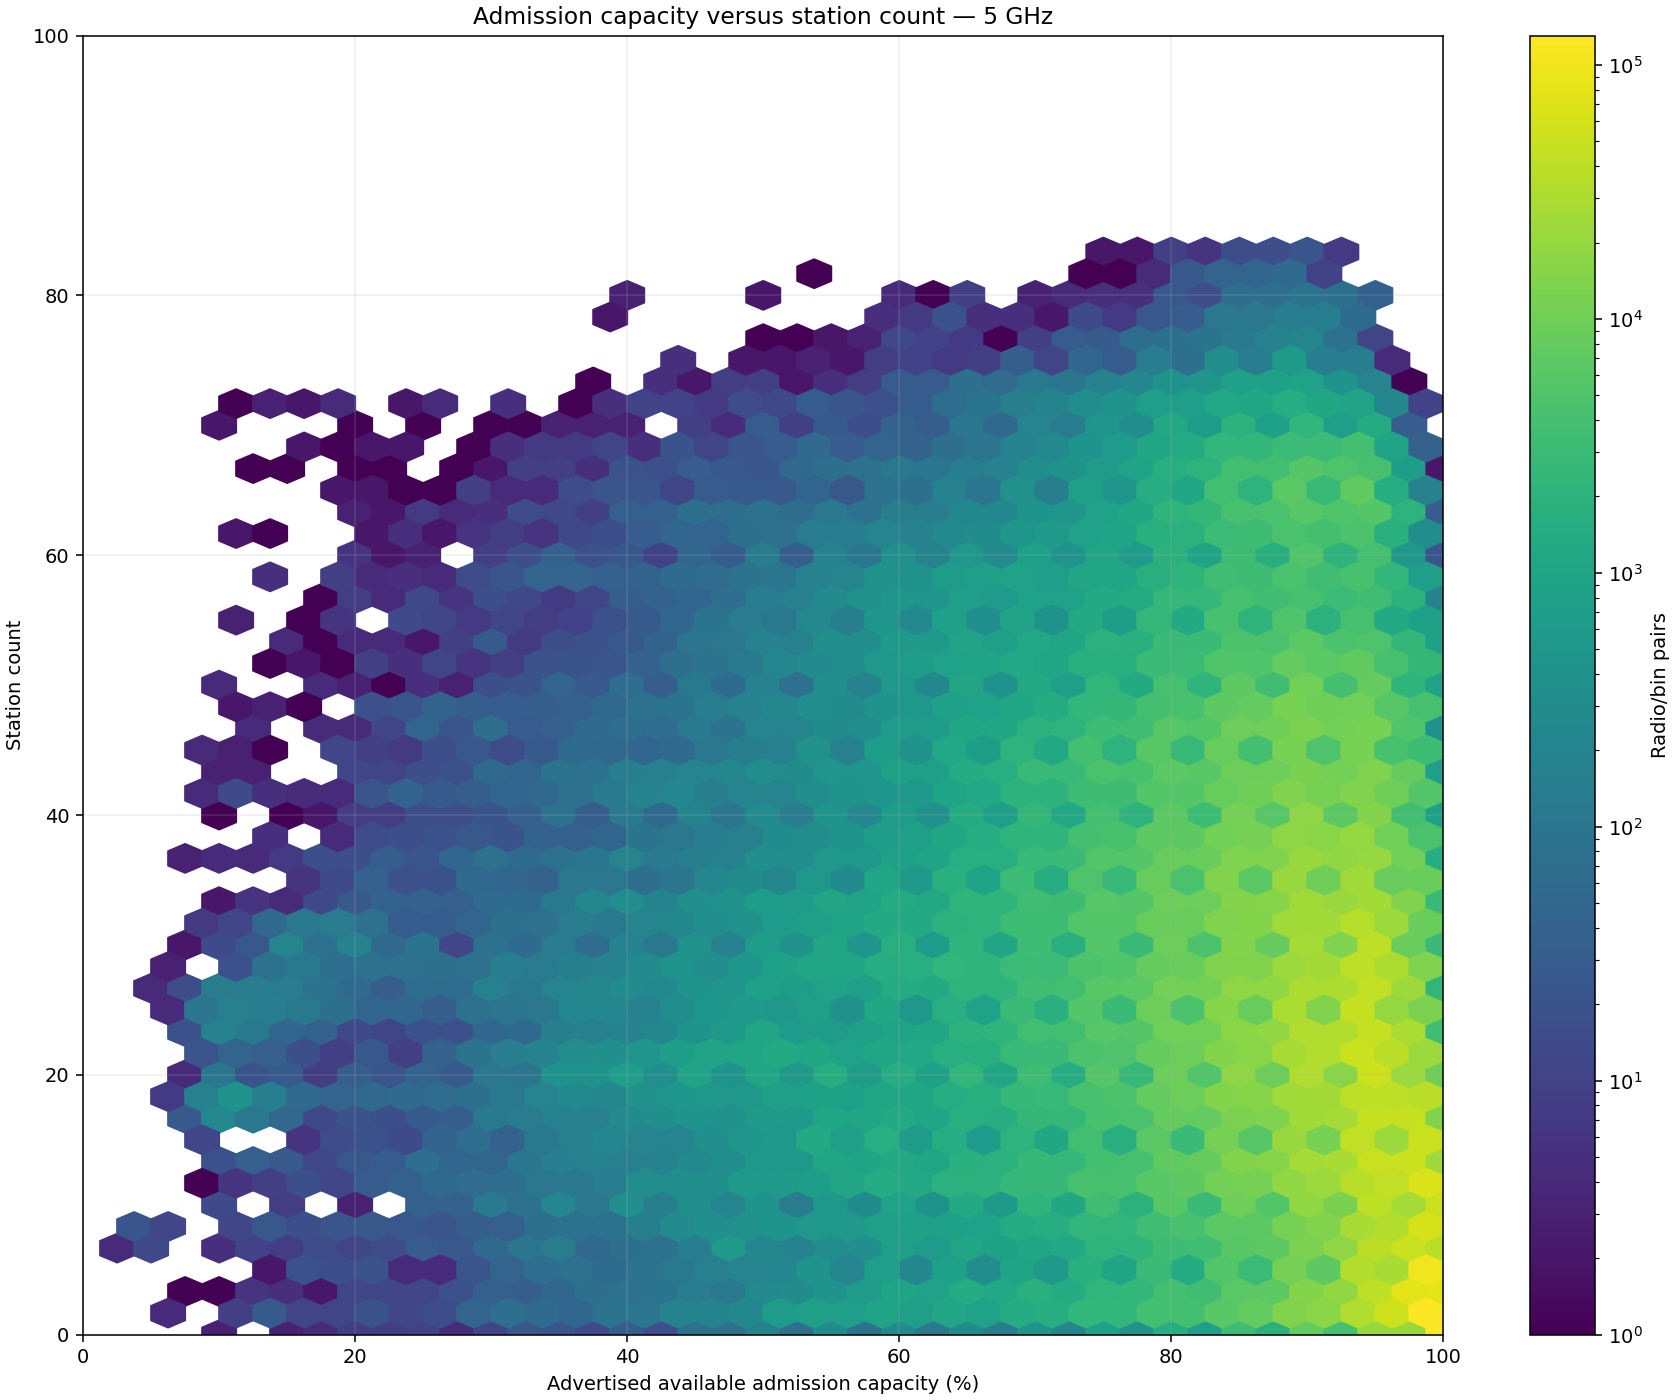 Admission capacity versus station count — 5 GHz
100
80
60
40
20
0
Station count
0 20 40 60 80 100
Advertised available admission capacity (%)
10⁵
10⁴
10³
10²
10¹
10⁰
Radio/bin pairs